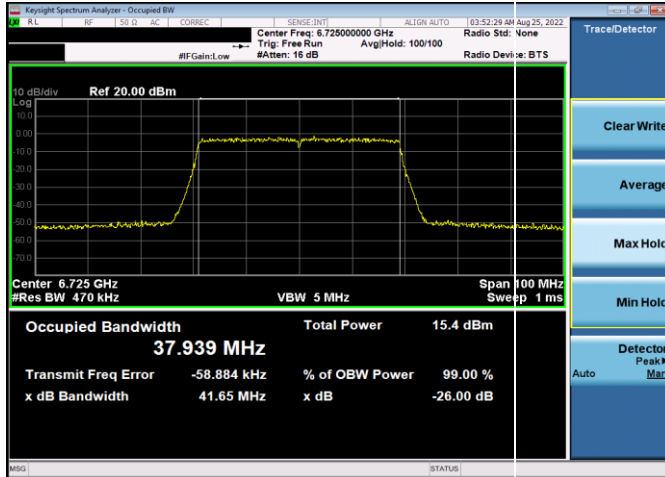 Keysight Spectrum Analyzer - Occupied BW
RL RF 50 Ω AC CORREC SENSE:INT ALIGN AUTO 03:52:29 AM Aug 25, 2022
Center Freq: 6.725000000 GHz Radio Std: None
Trig: Free Run Avg|Hold: 100/100
#IFGain:Low #Atten: 16 dB Radio Device: BTS
Trace/Detector
10 dB/div Ref 20.00 dBm
Log
10.0
0.00
-10.0
-20.0
-30.0
-40.0
-50.0
-60.0
-70.0
Center 6.725 GHz Span 100 MHz
#Res BW 470 kHz VBW 5 MHz Sweep 1 ms
Occupied Bandwidth Total Power 15.4 dBm
37.939 MHz
Transmit Freq Error -58.884 kHz % of OBW Power 99.00 %
x dB Bandwidth 41.65 MHz x dB -26.00 dB
Clear Write
Average
Max Hold
Min Hold
Detector
Peak
Auto Man
MSG STATUS